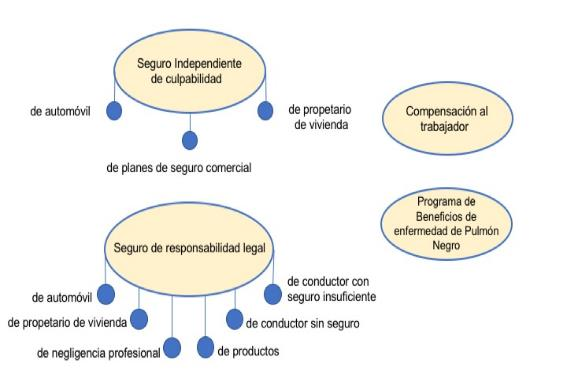 Seguro Independiente
de culpabilidad
de automóvil
de propetario
de vivienda
de planes de seguro comercial
Compensación al
trabajador
Programa de
Beneficios de
enfermedad de Pulmón
Negro
Seguro de responsabilidad legal
de automóvil
de conductor con
seguro insuficiente
de propetario de vivienda
de conductor sin seguro
de negligencia profesional
de productos